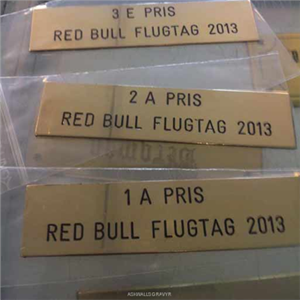 3 E PRIS
RED BULL FLUGTAG 2013
2 A PRIS
RED BULL FLUGTAG 2013
1 A PRIS
RED BULL FLUGTAG 2013